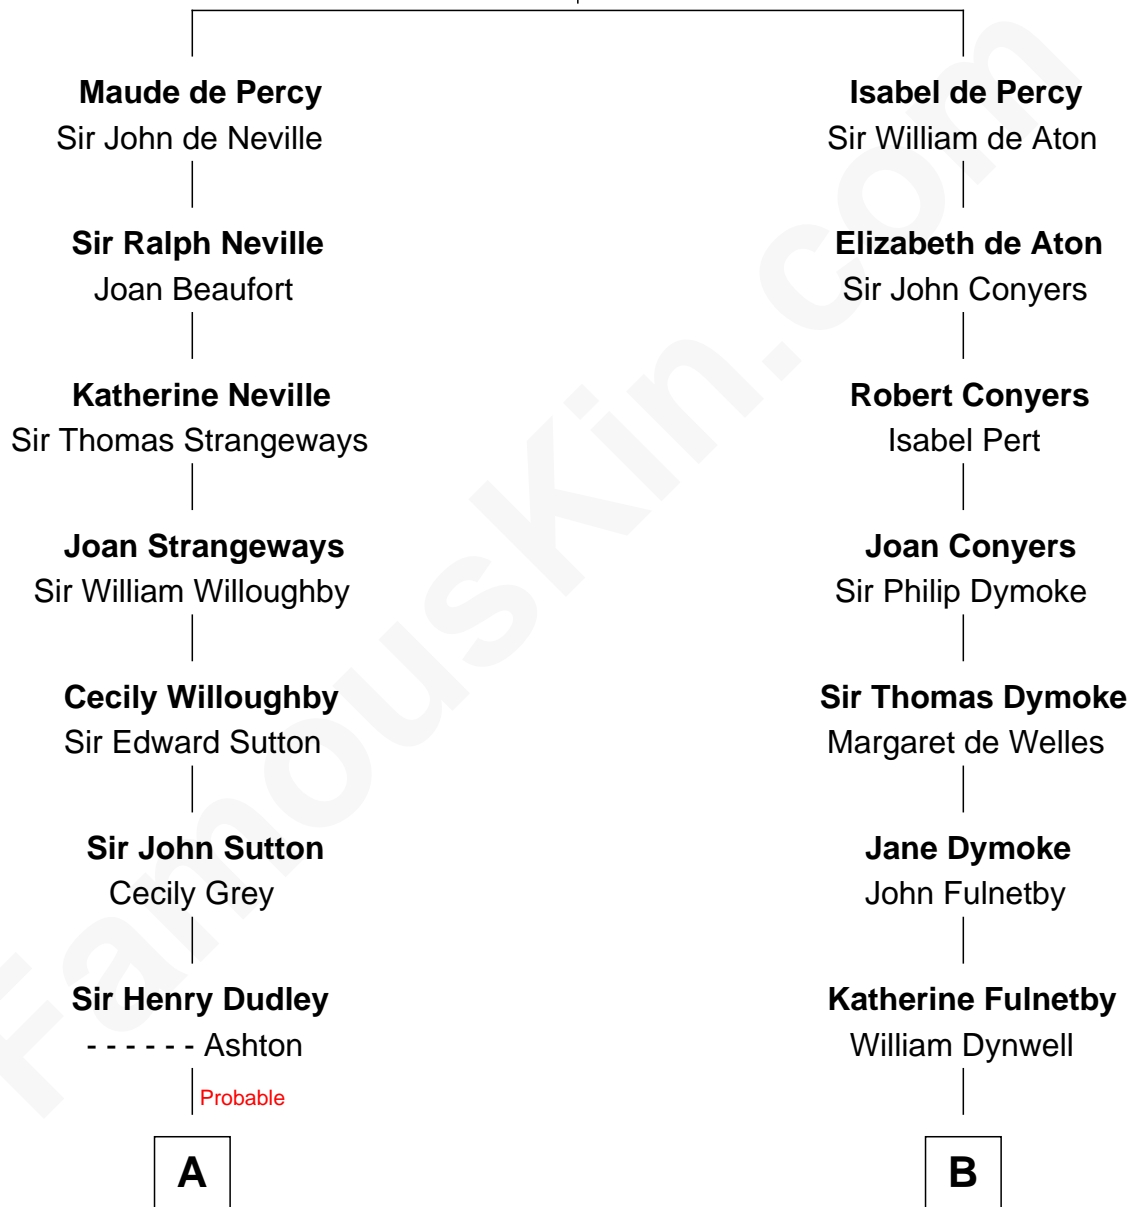 Maude de Percy
Sir John de Neville
Sir Ralph Neville
Joan Beaufort
Katherine Neville
Sir Thomas Strangeways
Joan Strangeways
Sir William Willoughby
Cecily Willoughby
Sir Edward Sutton
Sir John Sutton
Cecily Grey
Sir Henry Dudley
- - - - - - Ashton
Probable
A
Isabel de Percy
Sir William de Aton
Elizabeth de Aton
Sir John Conyers
Robert Conyers
Isabel Pert
Joan Conyers
Sir Philip Dymoke
Sir Thomas Dymoke
Margaret de Welles
Jane Dymoke
John Fulnetby
Katherine Fulnetby
William Dynwell
B
FamousKin.com